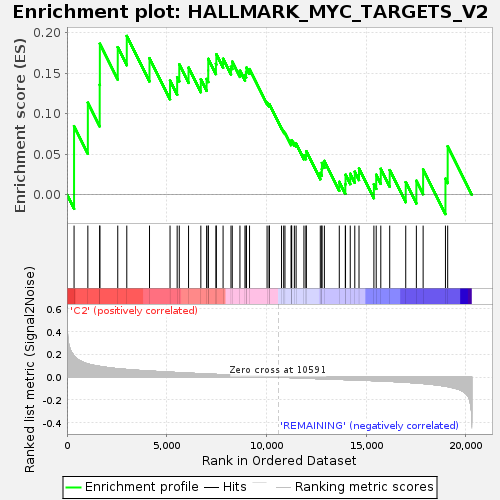 Enrichment plot: HALLMARK_MYC_TARGETS_V2
Enrichment score (ES)
0.20
0.15
0.10
0.05
0.00
Ranked list metric (Signal2Noise)
0.6
0.4
0.2
0.0
-0.2
-0.4
'C2' (positively correlated)
Zero cross at 10591
'REMAINING' (negatively correlated)
0
5,000
10,000
15,000
20,000
Rank in Ordered Dataset
Enrichment profile
Hits
Ranking metric scores